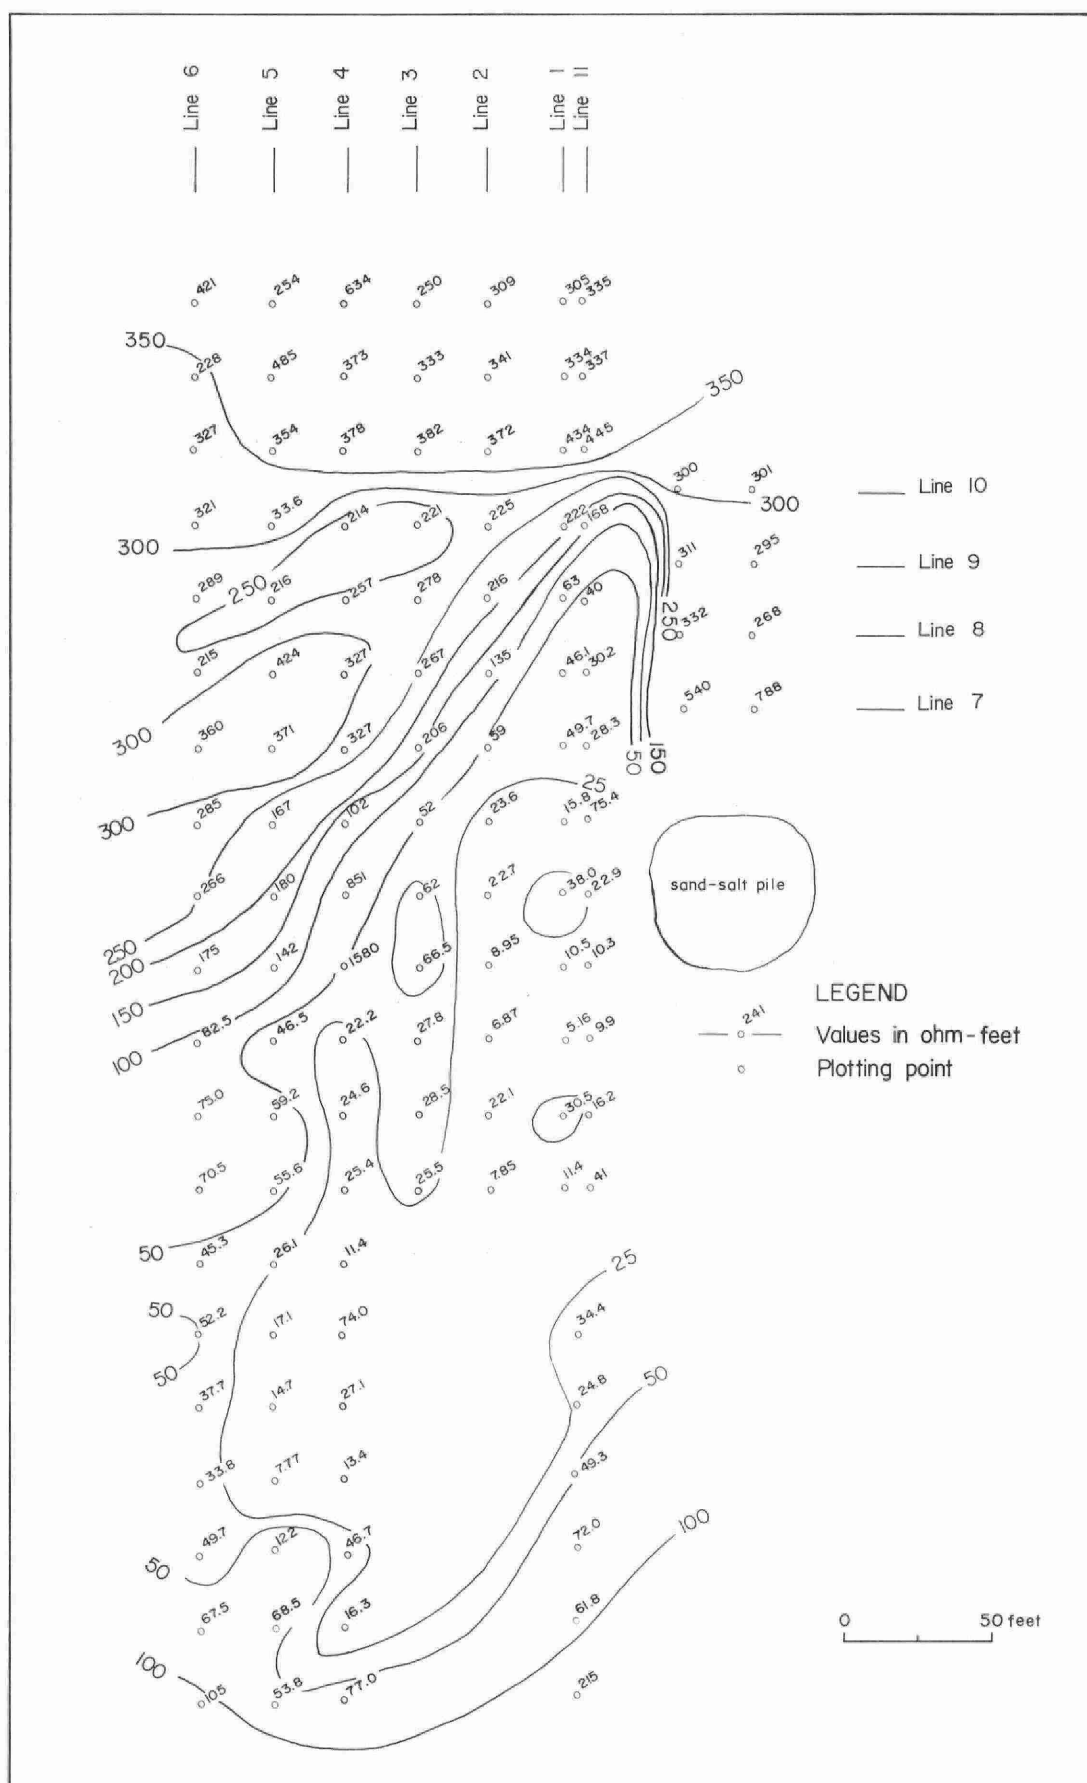 Line 6 Line 5 Line 4 Line 3 Line 2 Line 1 Line 11
421 254 634 250 309 305 335
350
228 485 373 333 341 334 337
350
327 354 378 382 372 434 445
300 301 Line 10
300
321 33.6 214 221 225 222 168
300
311 295 Line 9
289 250 216 257 278 216 63 40
250
332 268 Line 8
215 424 327 267 135 46.1 30.2
540 788 Line 7
300
360 371 327 206 59 49.7 28.3
50 150
25
300
285 167 102 52 23.6 15.8 75.4
266 180 851 62 22.7 38.0 22.9
sand-salt pile
250
200
175 142 1580 66.5 8.95 10.5 10.3
150
LEGEND
100
82.5 46.5 22.2 27.8 6.87 5.16 9.9
241 Values in ohm-feet
Plotting point
75.0 59.2 24.6 28.5 22.1 30.5 16.2
70.5 55.6 25.4 25.5 7.85 11.4 41
50
45.3 26.1 11.4
25
50
52.2 17.1 74.0 34.4
50
50
37.7 14.7 27.1 24.8
33.8 7.77 13.4 49.3
100
49.7 12.2 46.7 72.0
50
67.5 68.5 16.3 61.8
0 50 feet
100
105 53.8 77.0 215